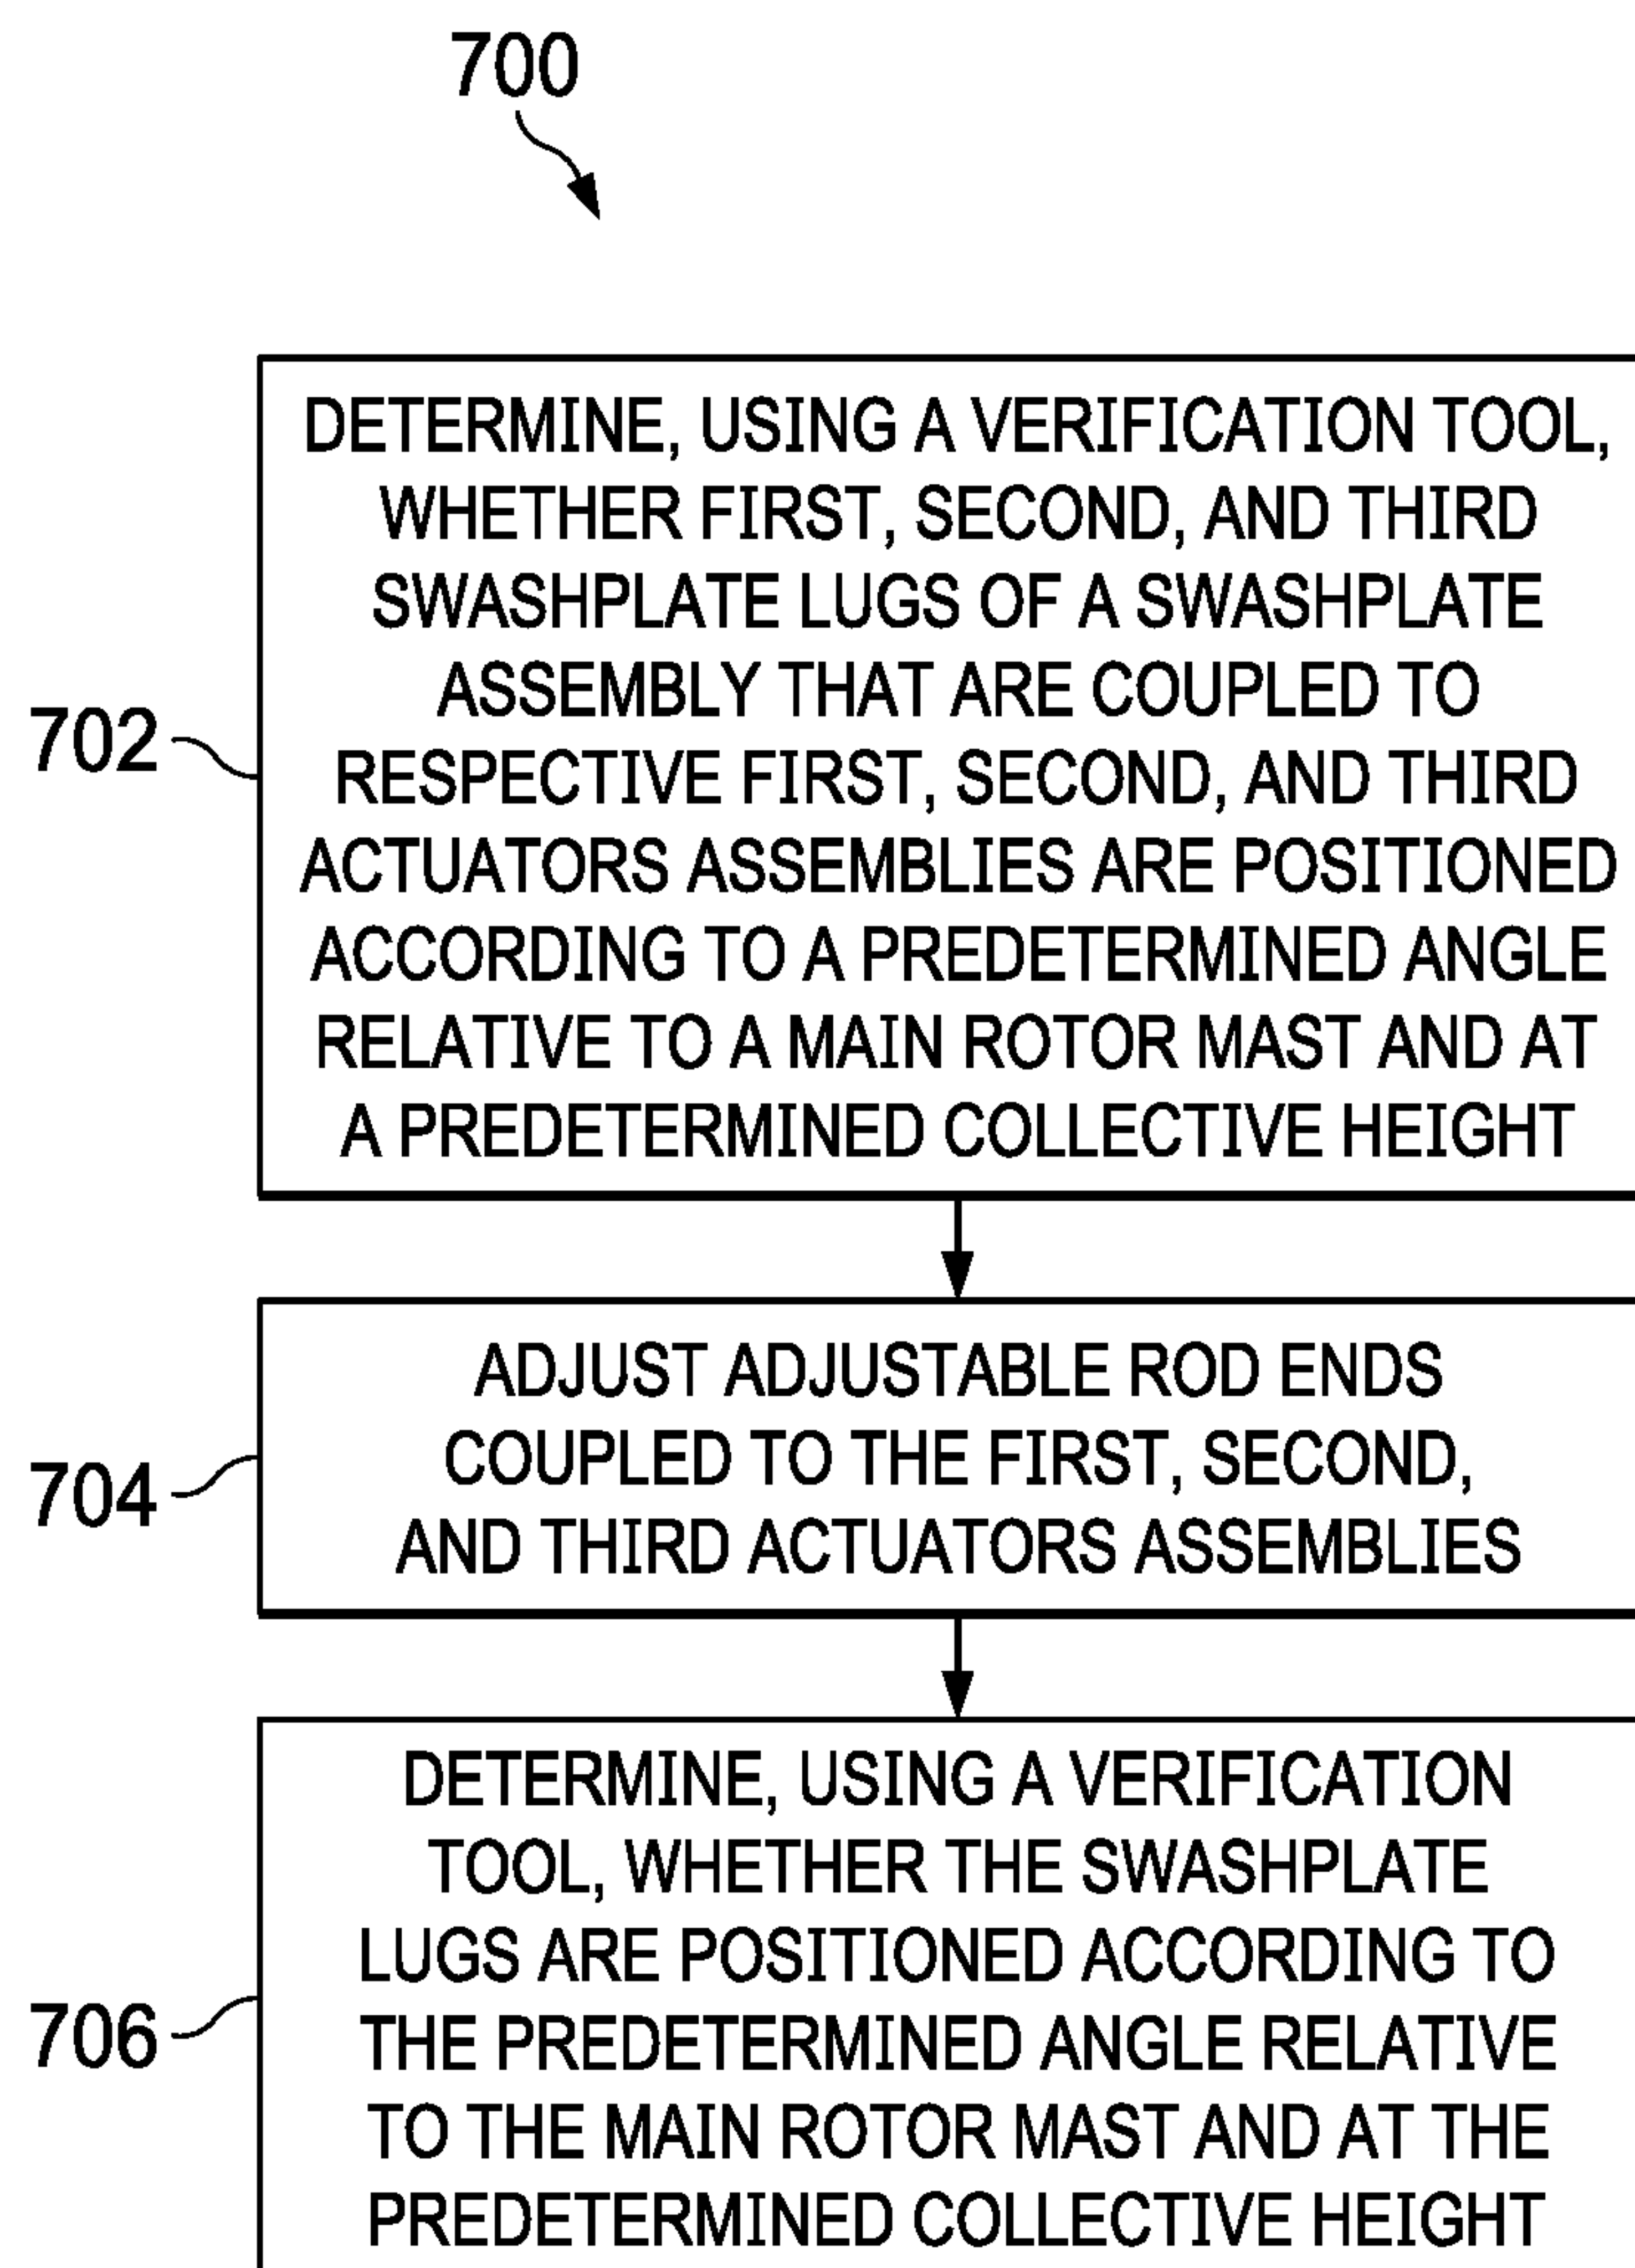 700
702
DETERMINE, USING A VERIFICATION TOOL,
WHETHER FIRST, SECOND, AND THIRD
SWASHPLATE LUGS OF A SWASHPLATE
ASSEMBLY THAT ARE COUPLED TO
RESPECTIVE FIRST, SECOND, AND THIRD
ACTUATORS ASSEMBLIES ARE POSITIONED
ACCORDING TO A PREDETERMINED ANGLE
RELATIVE TO A MAIN ROTOR MAST AND AT
A PREDETERMINED COLLECTIVE HEIGHT
704
ADJUST ADJUSTABLE ROD ENDS
COUPLED TO THE FIRST, SECOND,
AND THIRD ACTUATORS ASSEMBLIES
706
DETERMINE, USING A VERIFICATION
TOOL, WHETHER THE SWASHPLATE
LUGS ARE POSITIONED ACCORDING TO
THE PREDETERMINED ANGLE RELATIVE
TO THE MAIN ROTOR MAST AND AT THE
PREDETERMINED COLLECTIVE HEIGHT